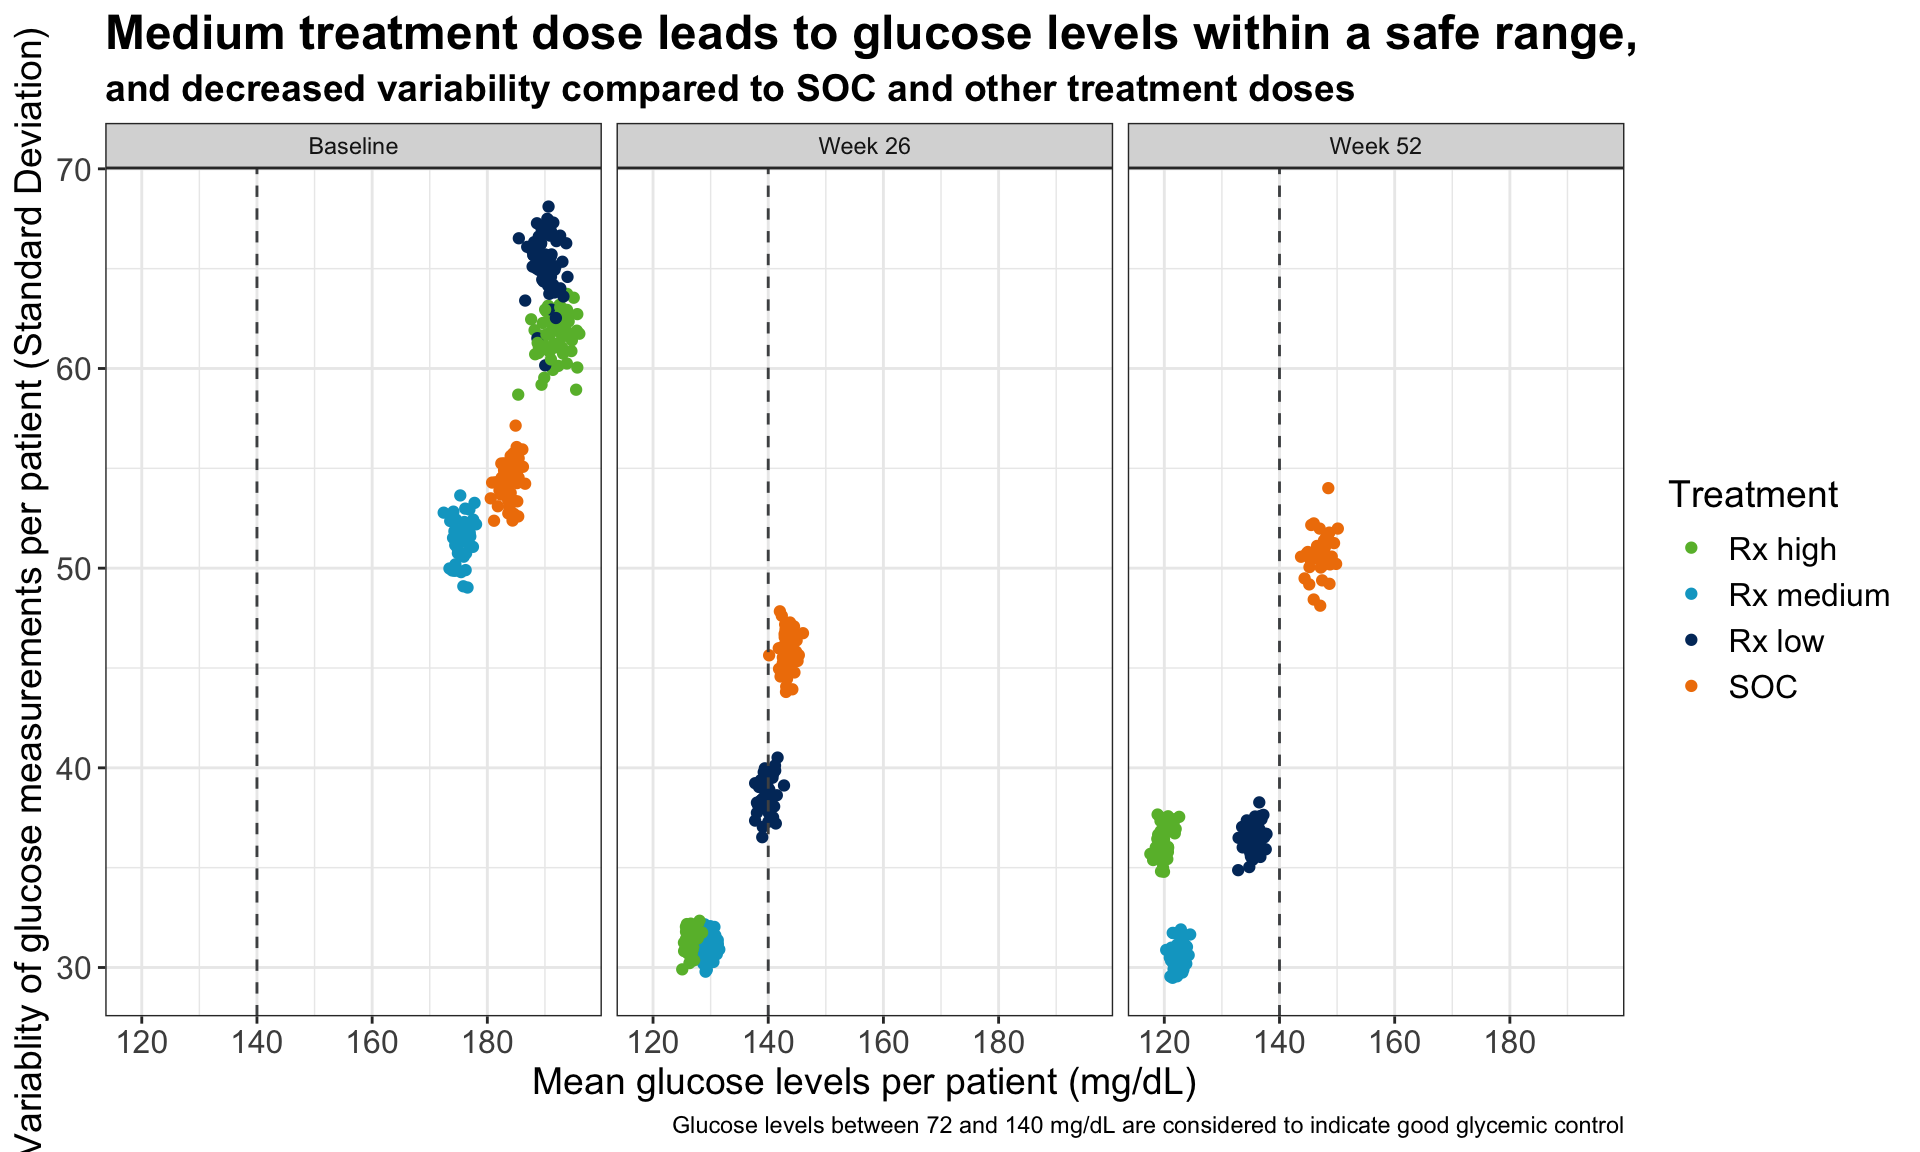 Medium treatment dose leads to glucose levels within a safe range,
and decreased variability compared to SOC and other treatment doses
Variablity of glucose measurements per patient (Standard Deviation)
Baseline
Week 26
Week 52
70
60
50
40
30
120 140 160 180
120 140 160 180
120 140 160 180
Mean glucose levels per patient (mg/dL)
Glucose levels between 72 and 140 mg/dL are considered to indicate good glycemic control
Treatment
Rx high
Rx medium
Rx low
SOC